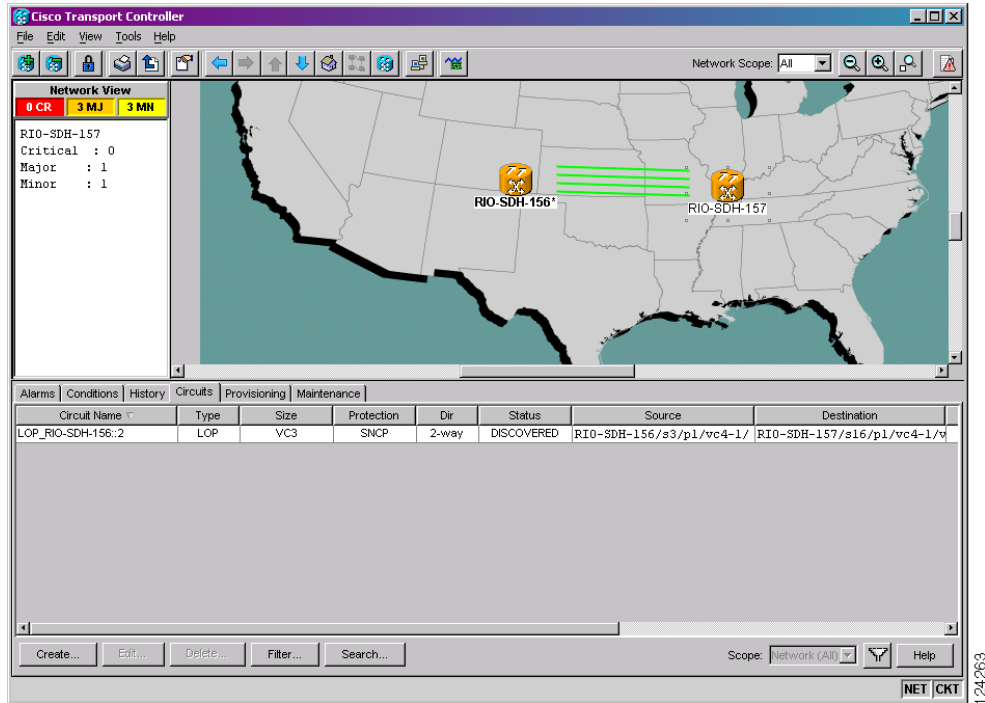 Cisco Transport Controller
File Edit View Tools Help
Network Scope: All
Network View
0 CR 3 MJ 3 MN
RIO-SDH-157
Critical : 0
Major : 1
Minor : 1
RIO-SDH-156*
RIO-SDH-157
Alarms Conditions History Circuits Provisioning Maintenance
Circuit Name Type Size Protection Dir Status Source Destination
LOP_RIO-SDH-156::2 LOP VC3 SNCP 2-way DISCOVERED RIO-SDH-156/s3/p1/vc4-1/ RIO-SDH-157/s16/p1/vc4-1/v
Create... Edit... Delete... Filter... Search... Scope: Network (All) Help
NET CKT
124263